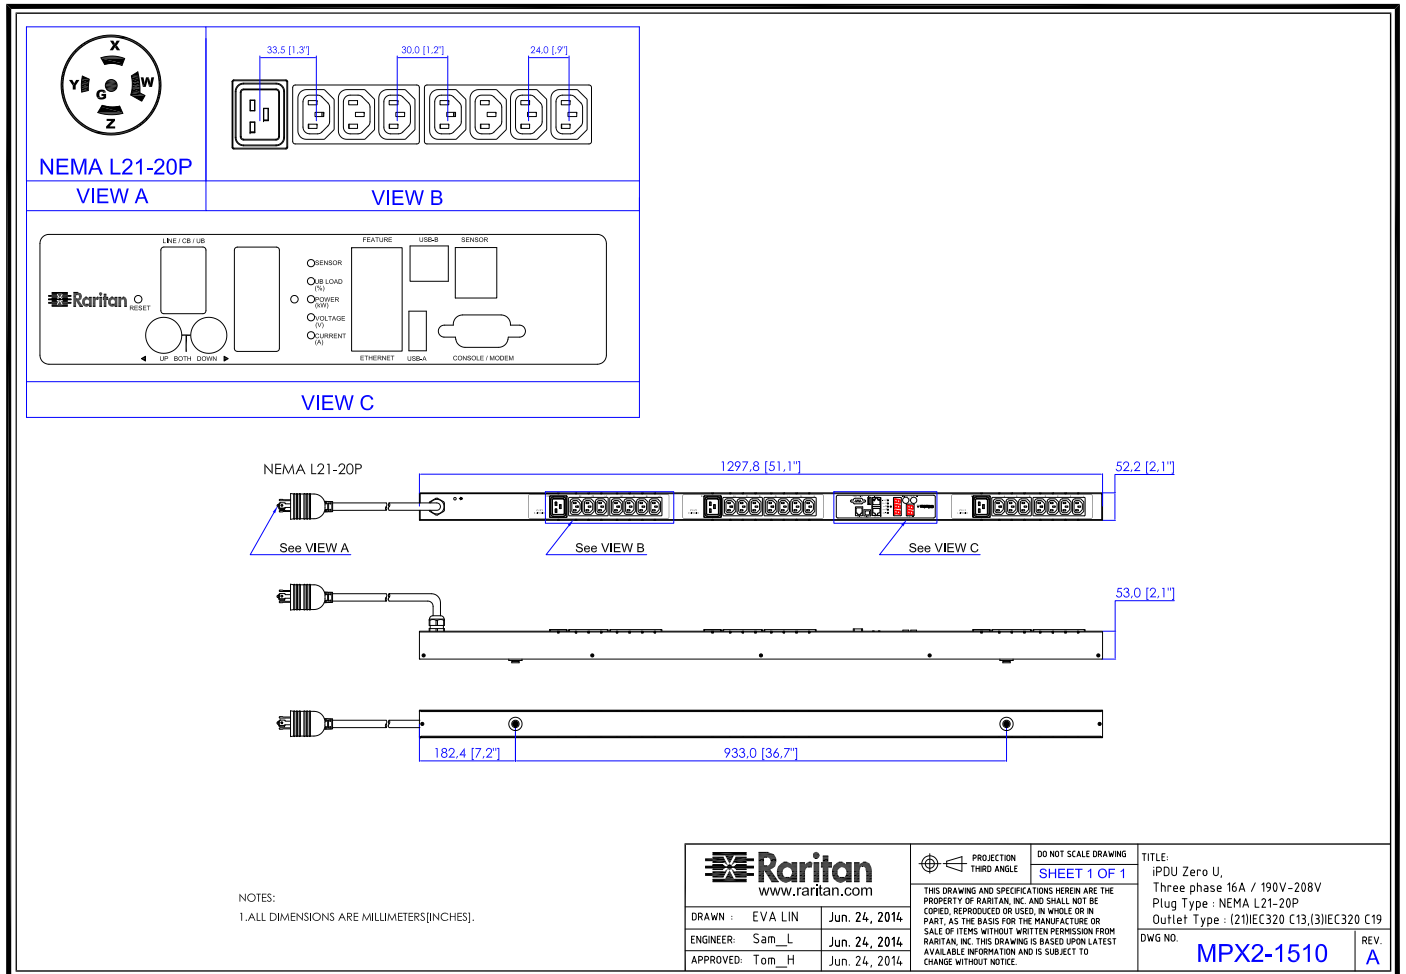 X
Y
W
G
Z
NEMA L21-20P
VIEW A
33,5 [1,3"]
30,0 [1,2"]
24,0 [,9"]
VIEW B
LINE / CB / UB
FEATURE
USB-B
SENSOR
Raritan
RESET
SENSOR
UB LOAD
(%)
POWER
(kW)
VOLTAGE
(V)
CURRENT
(A)
UP BOTH DOWN
ETHERNET
USB-A
CONSOLE / MODEM
VIEW C
NEMA L21-20P
1297,8 [51,1"]
52,2 [2,1"]
See VIEW A
See VIEW B
See VIEW C
53,0 [2,1"]
182,4 [7,2"]
933,0 [36,7"]
NOTES:
1.ALL DIMENSIONS ARE MILLIMETERS[INCHES].
Raritan
www.raritan.com
DRAWN : EVA LIN Jun. 24, 2014
ENGINEER: Sam__L Jun. 24, 2014
APPROVED: Tom__H Jun. 24, 2014
PROJECTION
THIRD ANGLE
DO NOT SCALE DRAWING
SHEET 1 OF 1
THIS DRAWING AND SPECIFICATIONS HEREIN ARE THE
PROPERTY OF RARITAN, INC. AND SHALL NOT BE
COPIED, REPRODUCED OR USED, IN WHOLE OR IN
PART, AS THE BASIS FOR THE MANUFACTURE OR
SALE OF ITEMS WITHOUT WRITTEN PERMISSION FROM
RARITAN, INC. THIS DRAWING IS BASED UPON LATEST
AVAILABLE INFORMATION AND IS SUBJECT TO
CHANGE WITHOUT NOTICE.
TITLE:
iPDU Zero U,
Three phase 16A / 190V-208V
Plug Type : NEMA L21-20P
Outlet Type : (21)IEC320 C13,(3)IEC320 C19
DWG NO.
MPX2-1510
REV.
A